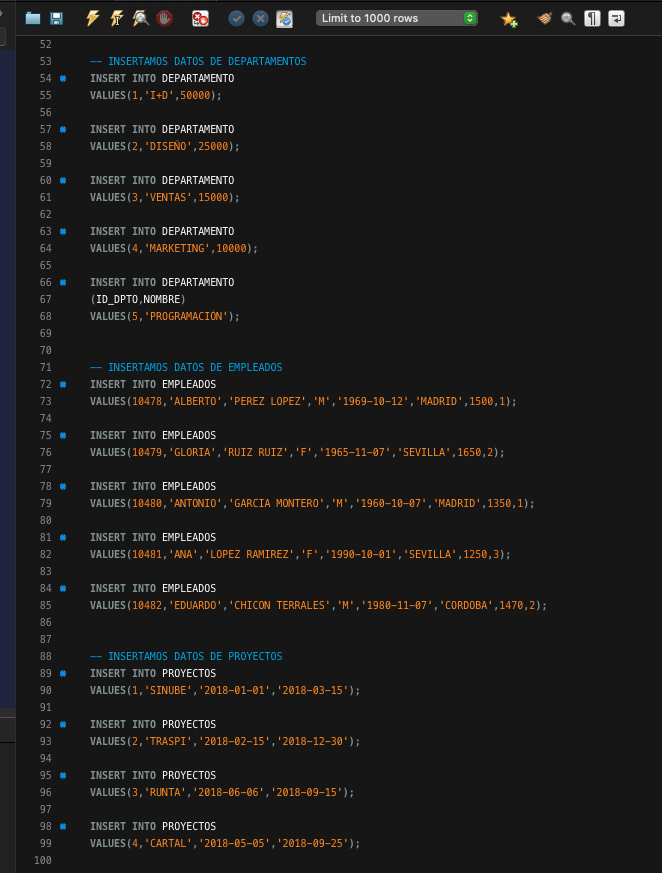 Limit to 1000 rows
52
53 -- INSERTAMOS DATOS DE DEPARTAMENTOS
54 INSERT INTO DEPARTAMENTO
55 VALUES(1,'I+D',50000);
56
57 INSERT INTO DEPARTAMENTO
58 VALUES(2,'DISEÑO',25000);
59
60 INSERT INTO DEPARTAMENTO
61 VALUES(3,'VENTAS',15000);
62
63 INSERT INTO DEPARTAMENTO
64 VALUES(4,'MARKETING',10000);
65
66 INSERT INTO DEPARTAMENTO
67 (ID_DPTO,NOMBRE)
68 VALUES(5,'PROGRAMACIÓN');
69
70
71 -- INSERTAMOS DATOS DE EMPLEADOS
72 INSERT INTO EMPLEADOS
73 VALUES(10478,'ALBERTO','PEREZ LOPEZ','M','1969-10-12','MADRID',1500,1);
74
75 INSERT INTO EMPLEADOS
76 VALUES(10479,'GLORIA','RUIZ RUIZ','F','1965-11-07','SEVILLA',1650,2);
77
78 INSERT INTO EMPLEADOS
79 VALUES(10480,'ANTONIO','GARCIA MONTERO','M','1960-10-07','MADRID',1350,1);
80
81 INSERT INTO EMPLEADOS
82 VALUES(10481,'ANA','LOPEZ RAMIREZ','F','1990-10-01','SEVILLA',1250,3);
83
84 INSERT INTO EMPLEADOS
85 VALUES(10482,'EDUARDO','CHICON TERRALES','M','1980-11-07','CORDOBA',1470,2);
86
87
88 -- INSERTAMOS DATOS DE PROYECTOS
89 INSERT INTO PROYECTOS
90 VALUES(1,'SINUBE','2018-01-01','2018-03-15');
91
92 INSERT INTO PROYECTOS
93 VALUES(2,'TRASPI','2018-02-15','2018-12-30');
94
95 INSERT INTO PROYECTOS
96 VALUES(3,'RUNTA','2018-06-06','2018-09-15');
97
98 INSERT INTO PROYECTOS
99 VALUES(4,'CARTAL','2018-05-05','2018-09-25');
100